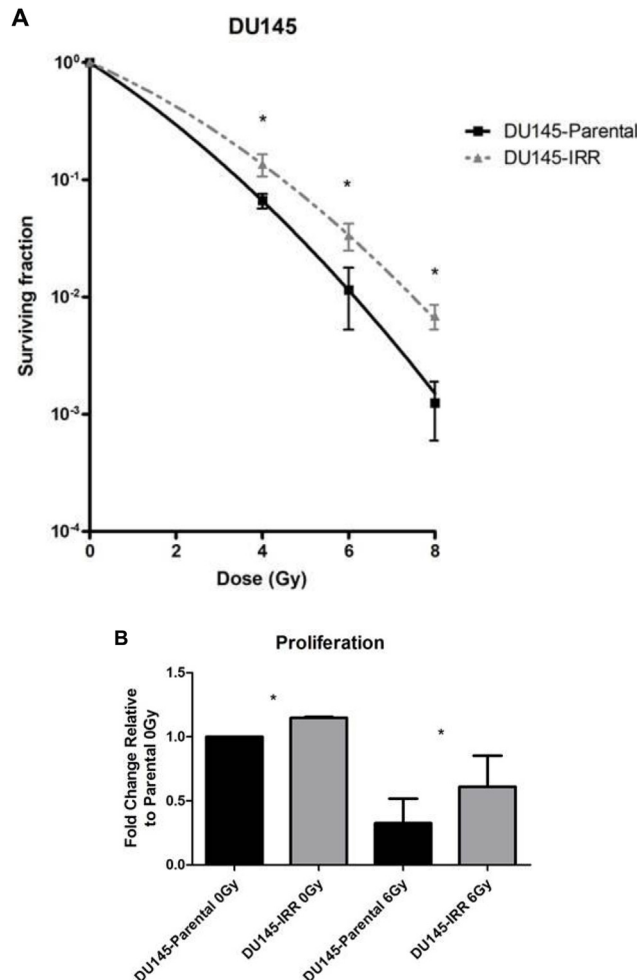 A
DU145
10⁰
10⁻¹
10⁻²
10⁻³
10⁻⁴
Surviving fraction
0 2 4 6 8
Dose (Gy)
*
*
*
DU145-Parental
DU145-IRR
B
Proliferation
Fold Change Relative
to Parental 0Gy
1.5
1.0
0.5
0.0
*
*
DU145-Parental 0Gy
DU145-IRR 0Gy
DU145-Parental 6Gy
DU145-IRR 6Gy